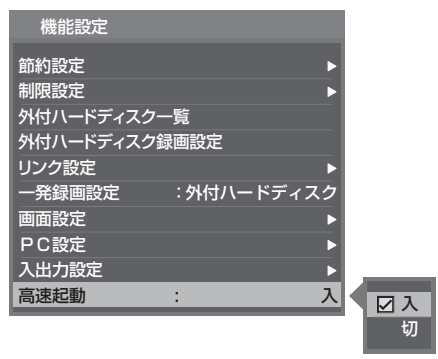 機能設定
節約設定 ▶
制限設定 ▶
外付ハードディスク一覧
外付ハードディスク録画設定
リンク設定 ▶
一発録画設定 :外付ハードディスク
画面設定 ▶
PC設定 ▶
入出力設定 ▶
高速起動 : 入
☑ 入
切